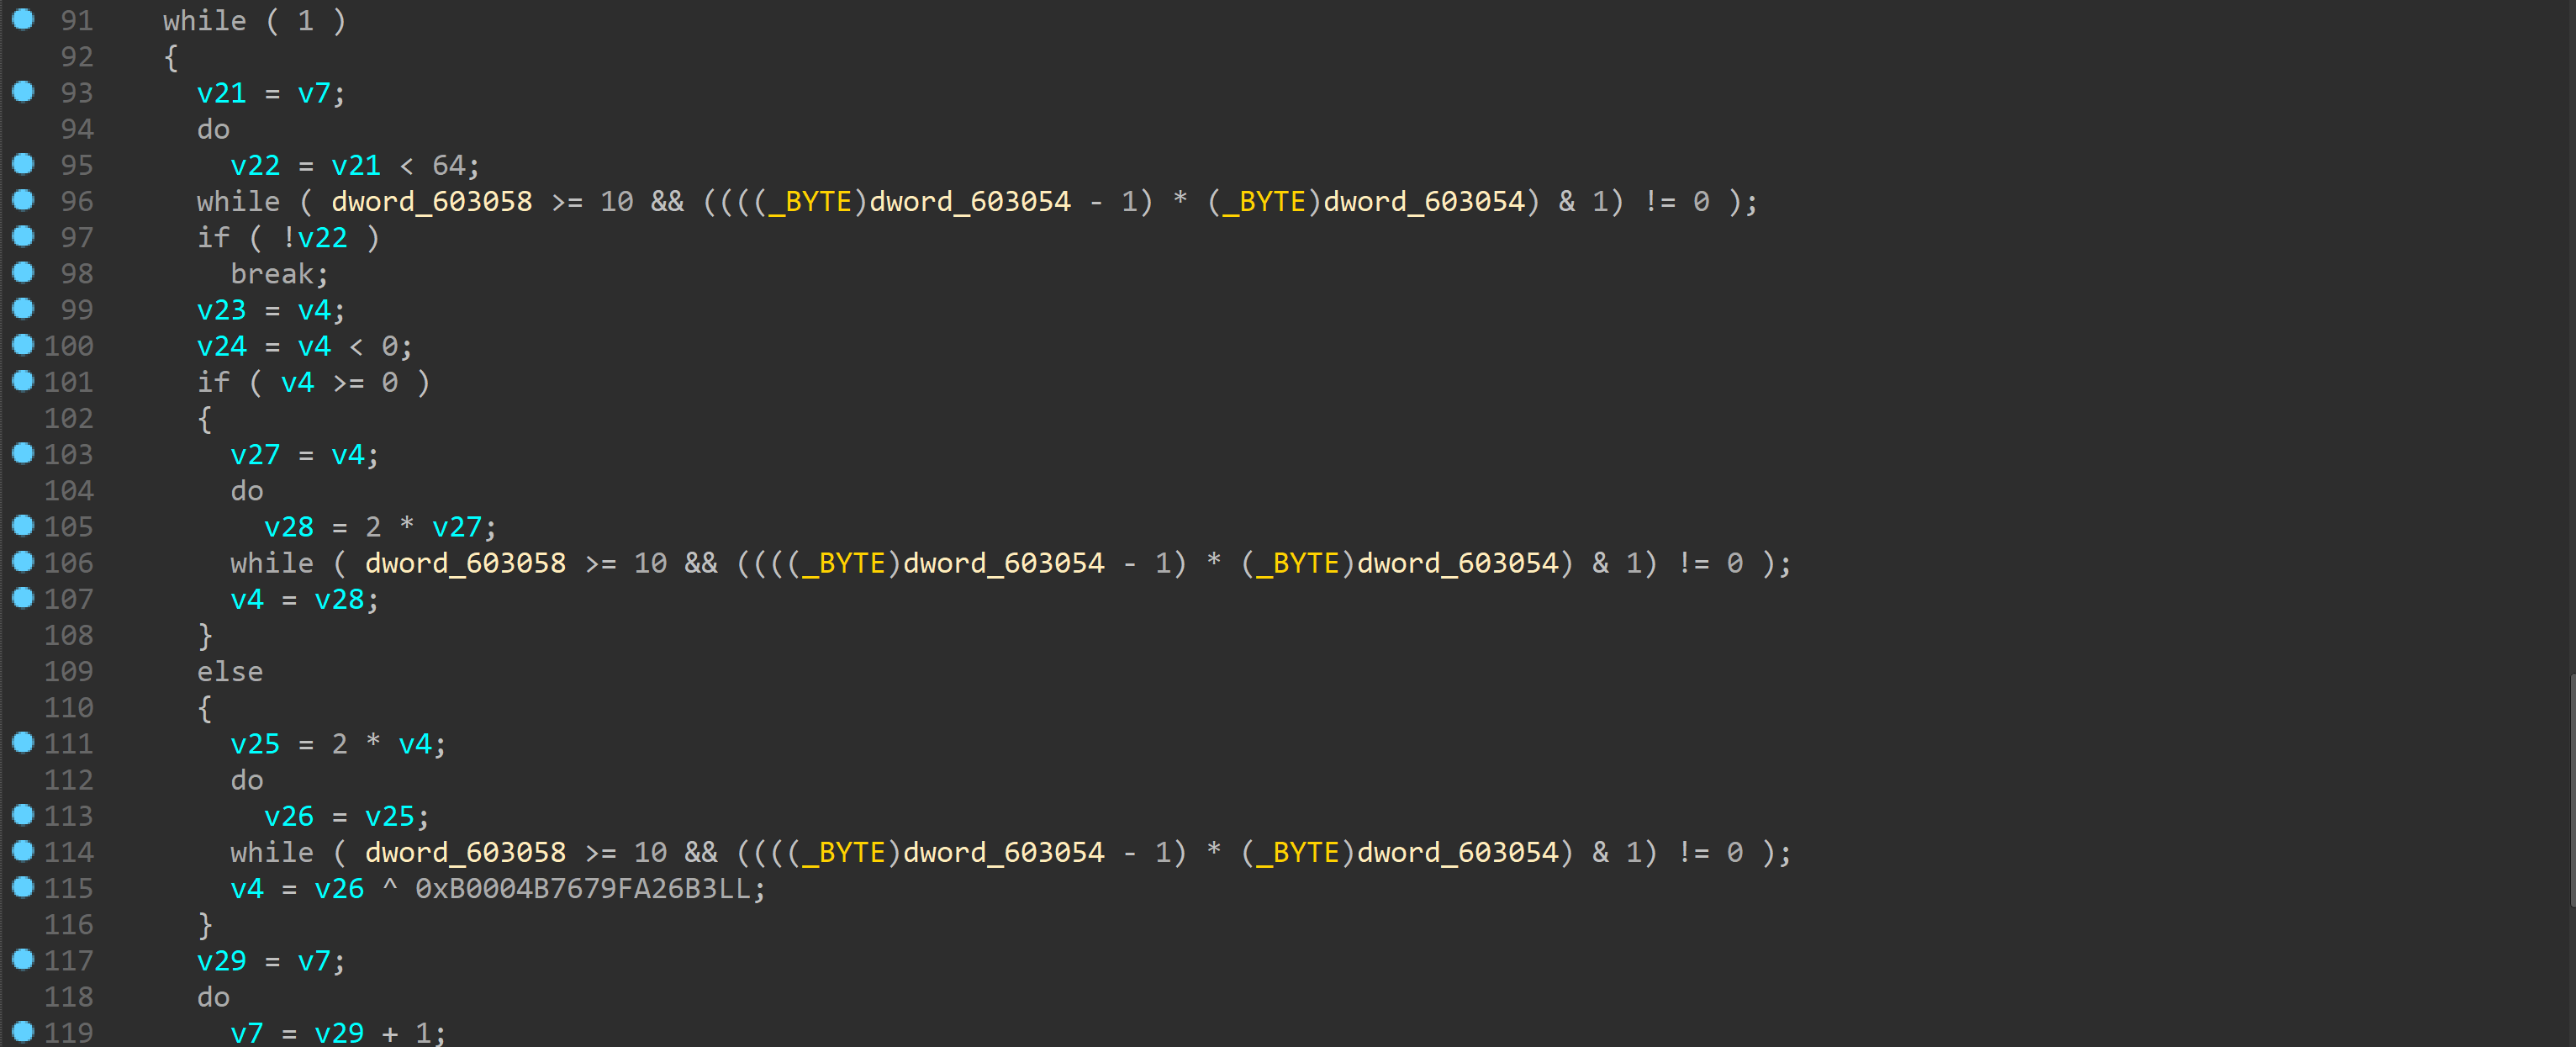 91 while ( 1 )
92 {
93 v21 = v7;
94 do
95 v22 = v21 < 64;
96 while ( dword_603058 >= 10 && ((((_BYTE)dword_603054 - 1) * (_BYTE)dword_603054) & 1) != 0 );
97 if ( !v22 )
98 break;
99 v23 = v4;
100 v24 = v4 < 0;
101 if ( v4 >= 0 )
102 {
103 v27 = v4;
104 do
105 v28 = 2 * v27;
106 while ( dword_603058 >= 10 && ((((_BYTE)dword_603054 - 1) * (_BYTE)dword_603054) & 1) != 0 );
107 v4 = v28;
108 }
109 else
110 {
111 v25 = 2 * v4;
112 do
113 v26 = v25;
114 while ( dword_603058 >= 10 && ((((_BYTE)dword_603054 - 1) * (_BYTE)dword_603054) & 1) != 0 );
115 v4 = v26 ^ 0xB0004B7679FA26B3LL;
116 }
117 v29 = v7;
118 do
119 v7 = v29 + 1;